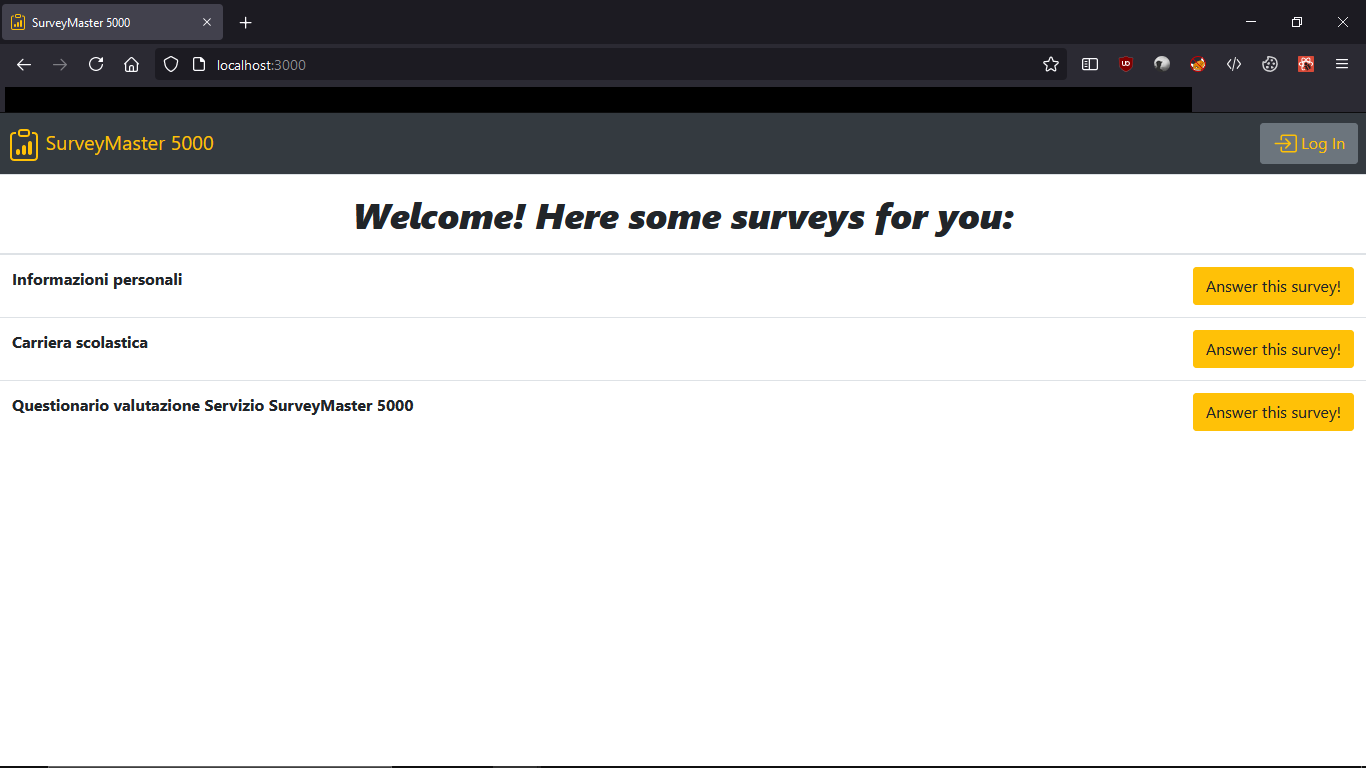 SurveyMaster 5000
localhost:3000
SurveyMaster 5000
Log In
Welcome! Here some surveys for you:
Informazioni personali
Answer this survey!
Carriera scolastica
Answer this survey!
Questionario valutazione Servizio SurveyMaster 5000
Answer this survey!